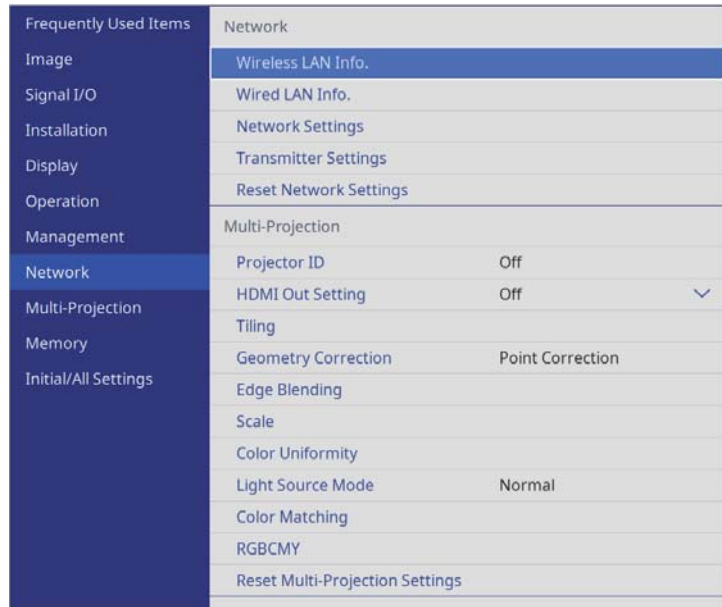 Frequently Used Items
Image
Signal I/O
Installation
Display
Operation
Management
Network
Multi-Projection
Memory
Initial/All Settings
Network
Wireless LAN Info.
Wired LAN Info.
Network Settings
Transmitter Settings
Reset Network Settings
Multi-Projection
Projector ID Off
HDMI Out Setting Off
Tiling
Geometry Correction Point Correction
Edge Blending
Scale
Color Uniformity
Light Source Mode Normal
Color Matching
RGBCMY
Reset Multi-Projection Settings